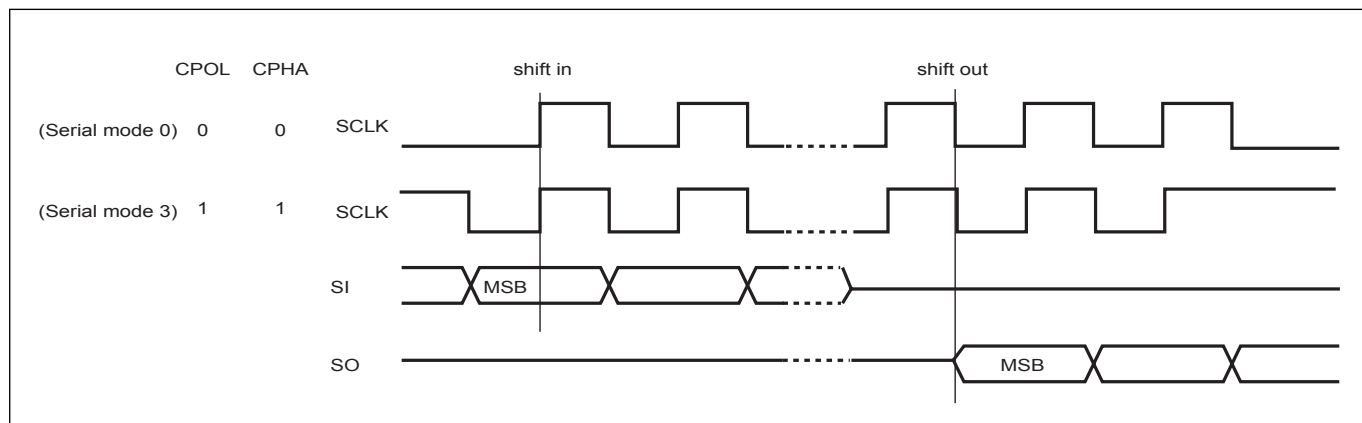 CPOL CPHA shift in shift out
(Serial mode 0) 0 0 SCLK
(Serial mode 3) 1 1 SCLK
SI MSB
SO MSB